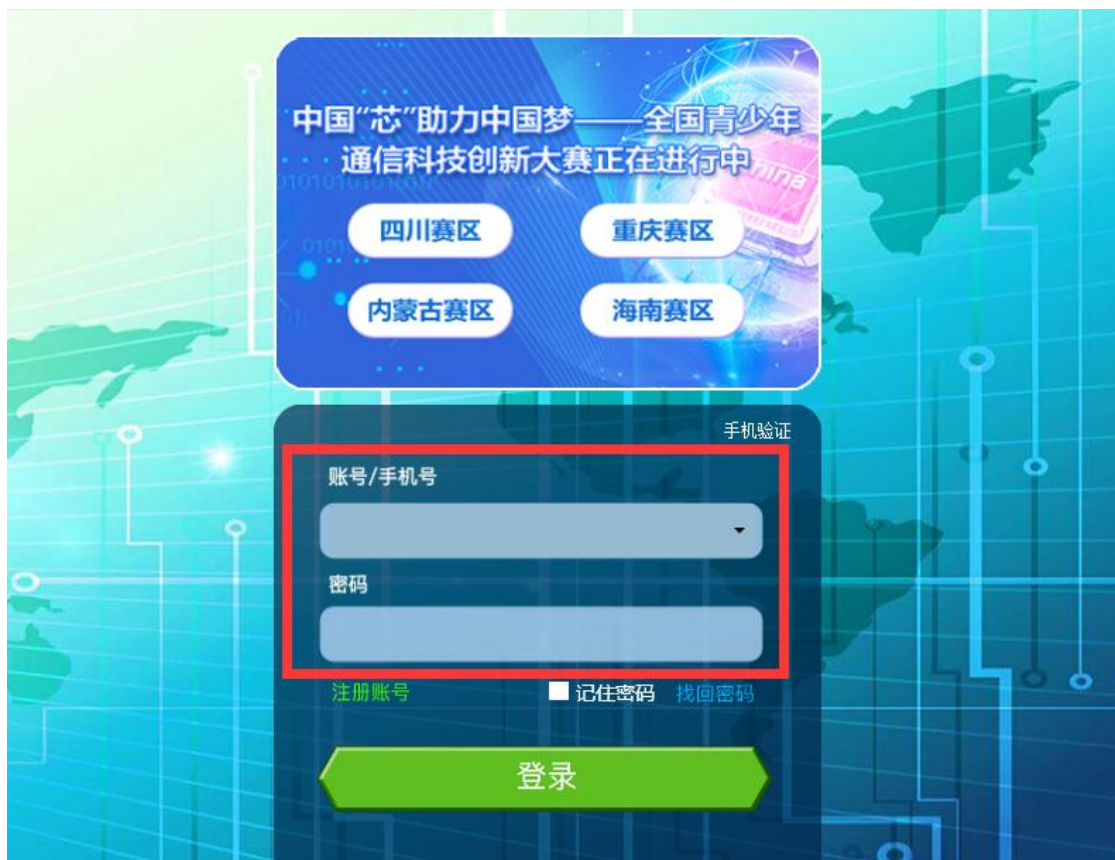 中国“芯”助力中国梦——全国青少年
通信科技创新大赛正在进行中
China
四川赛区
重庆赛区
内蒙古赛区
海南赛区
手机验证
账号/手机号
密码
注册账号
记住密码
找回密码
登录